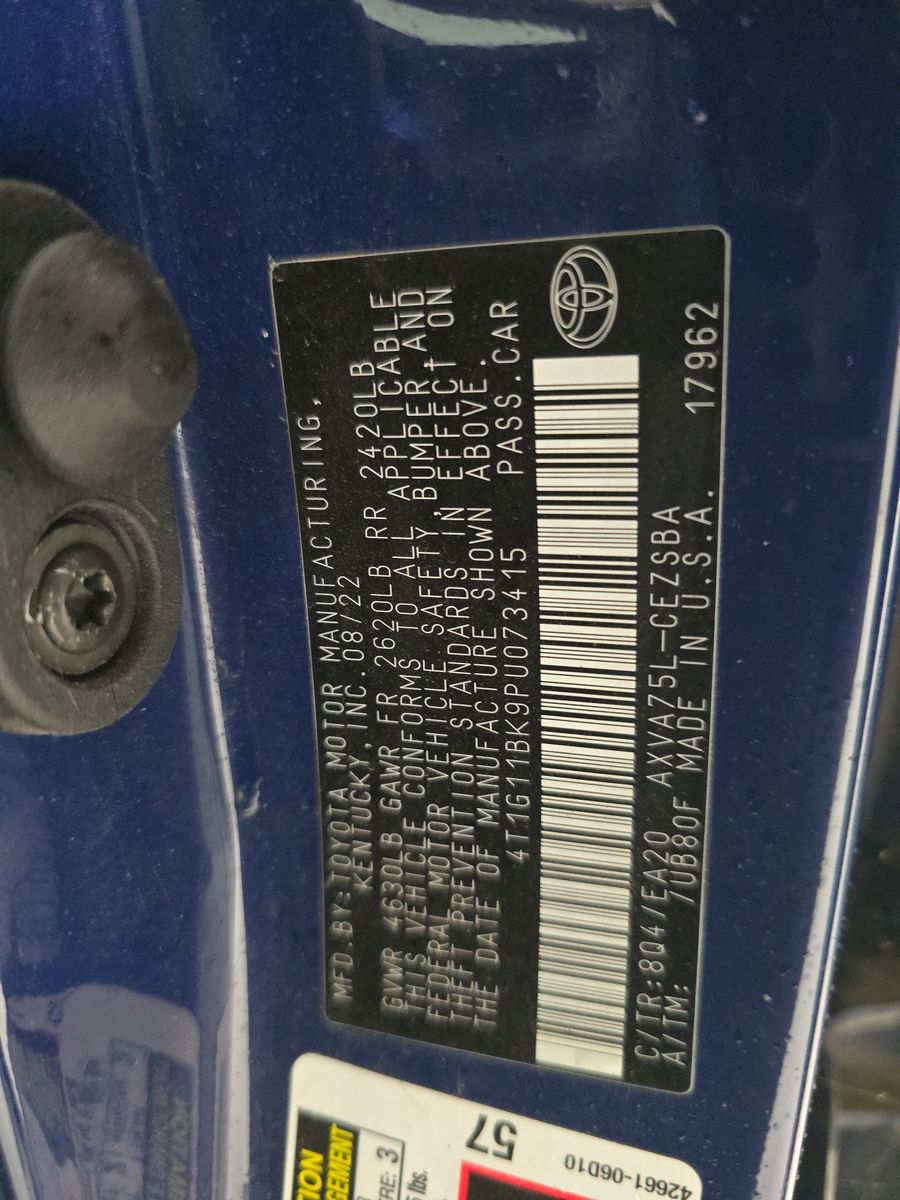 MFD.BY:TOYOTA MOTOR MANUFACTURING,
KENTUCKY,INC.08/22
GVWR 4630LB GAWR FR 2620LB RR 2420LB
THIS VEHICLE CONFORMS TO ALL APPLICABLE
FEDERAL MOTOR VEHICLE SAFETY,BUMPER,AND
THEFT PREVENTION STANDARDS IN EFFECT ON
THE DATE OF MANUFACTURE SHOWN ABOVE.
4T1G11BK9PU073415 PASS.CAR
C/TR:8Q4/EA20 AXVA75L-CEZSBA
A/TM: 7UB80F MADE IN U.S.A. 17962
57
42661-06D10